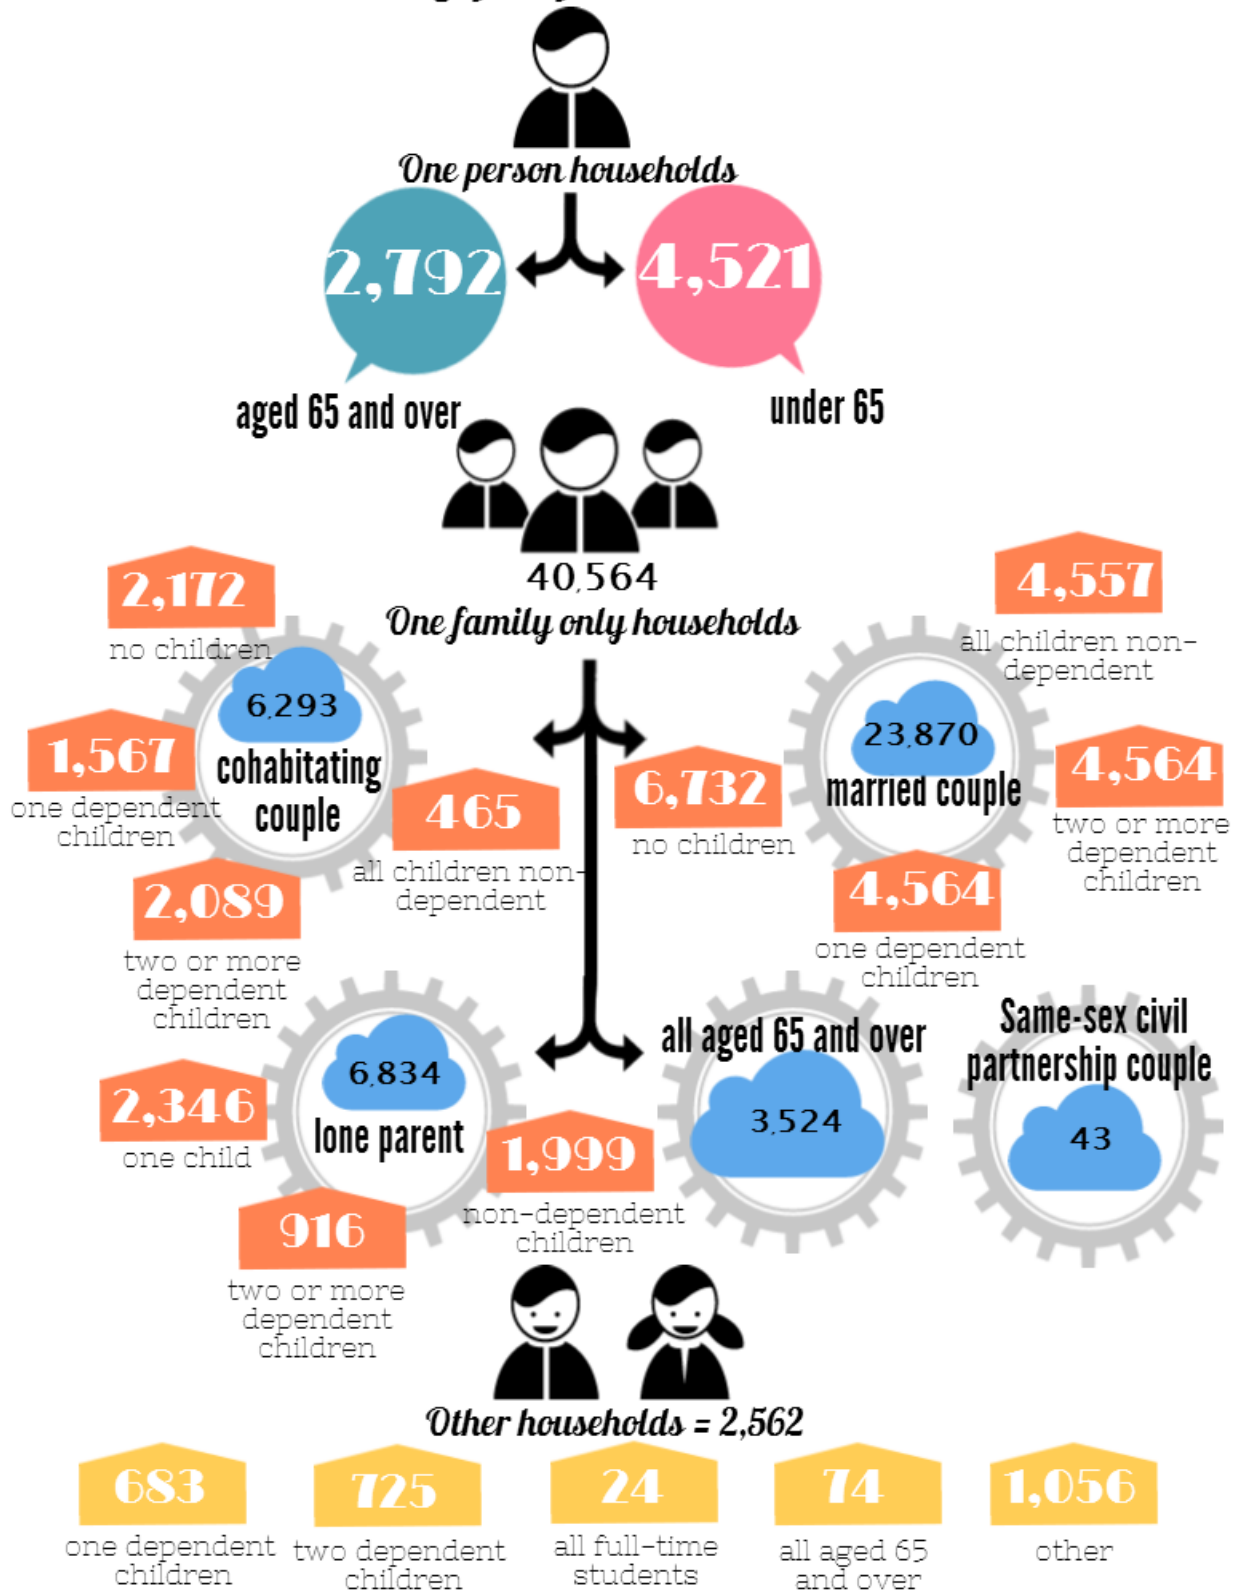 One person households
2,792
4,521
aged 65 and over
under 65
40,564
One family only households
2,172
no children
6,293
cohabitating
couple
1,567
one dependent
children
465
all children non-
dependent
2,089
two or more
dependent
children
4,557
all children non-
dependent
23,870
married couple
6,732
no children
4,564
two or more
dependent
children
4,564
one dependent
children
6,834
lone parent
2,346
one child
1,999
non-dependent
children
916
two or more
dependent
children
all aged 65 and over
3,524
Same-sex civil
partnership couple
43
Other households = 2,562
683
one dependent
children
725
two dependent
children
24
all full-time
students
74
all aged 65
and over
1,056
other